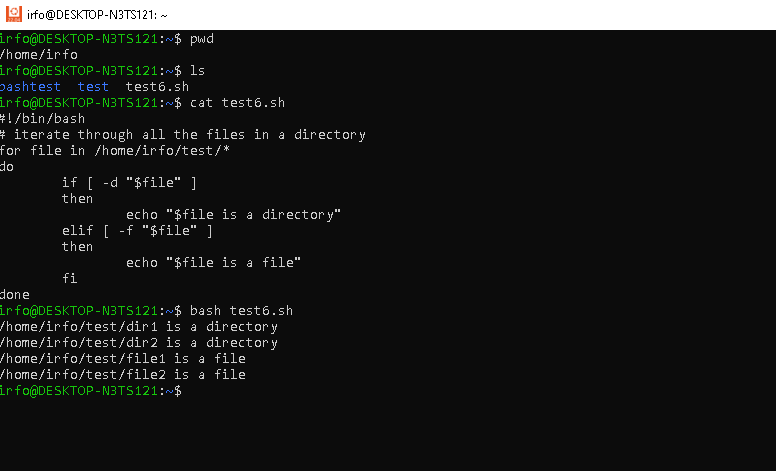 irfo@DESKTOP-N3TS121: ~
irfo@DESKTOP-N3TS121:~$ pwd
/home/irfo
irfo@DESKTOP-N3TS121:~$ ls
bashtest  test  test6.sh
irfo@DESKTOP-N3TS121:~$ cat test6.sh
#!/bin/bash
# iterate through all the files in a directory
for file in /home/irfo/test/*
do
        if [ -d "$file" ]
        then
                echo "$file is a directory"
        elif [ -f "$file" ]
        then
                echo "$file is a file"
        fi
done
irfo@DESKTOP-N3TS121:~$ bash test6.sh
/home/irfo/test/dir1 is a directory
/home/irfo/test/dir2 is a directory
/home/irfo/test/file1 is a file
/home/irfo/test/file2 is a file
irfo@DESKTOP-N3TS121:~$